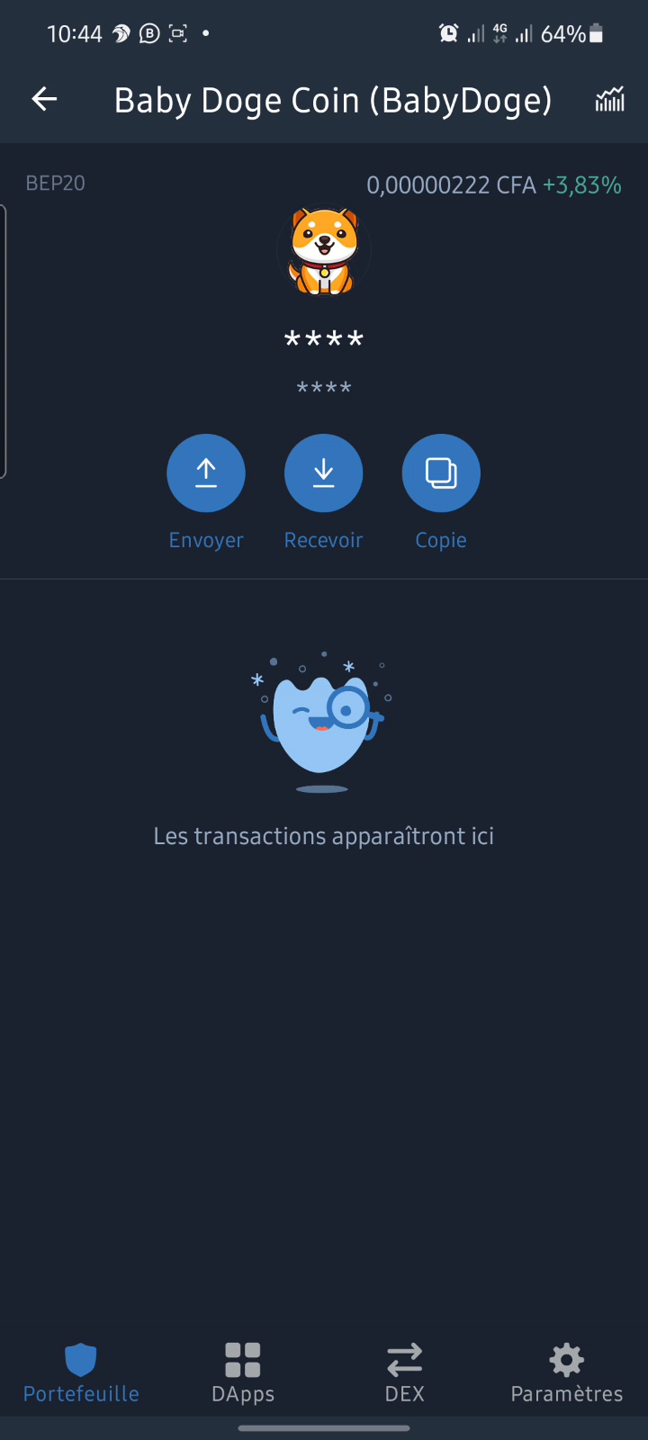 10:44
4G
64%
Baby Doge Coin (BabyDoge)
BEP20
0,00000222 CFA +3,83%
****
****
Envoyer
Recevoir
Copie
Les transactions apparaîtront ici
Portefeuille
DApps
DEX
Paramètres